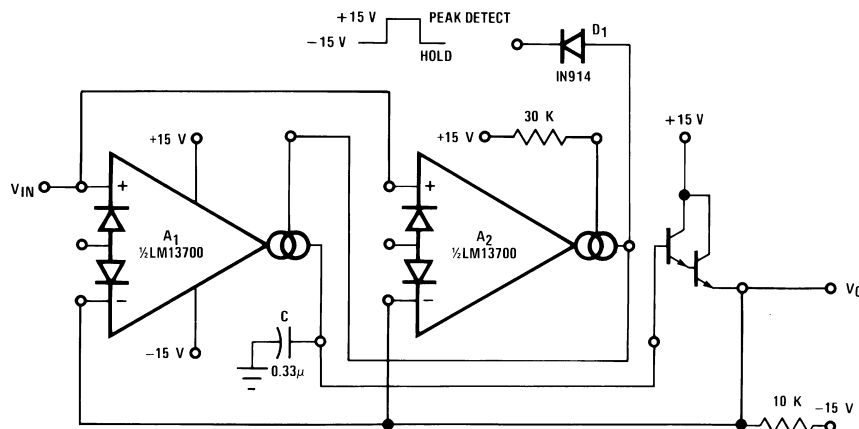 +15 V PEAK DETECT
−15 V
HOLD
D1
IN914
30 K
+15 V
+15 V
+15 V
VIN
+
A1
½LM13700
−
+
A2
½LM13700
−
C
0.33μ
−15 V
10 K
−15 V